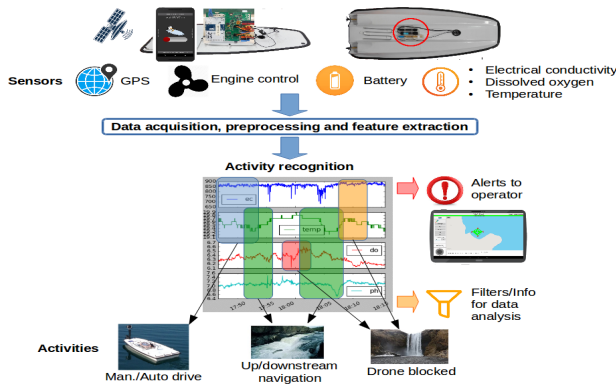 Sensors
GPS
Engine control
Battery
• Electrical conductivity
• Dissolved oxygen
• Temperature
Data acquisition, preprocessing and feature extraction
Activity recognition
ec
temp
do
ph
17:50
17:55
18:00
18:05
18:10
18:15
Alerts to
operator
Filters/Info
for data
analysis
Activities
Man./Auto drive
Up/downstream
navigation
Drone blocked